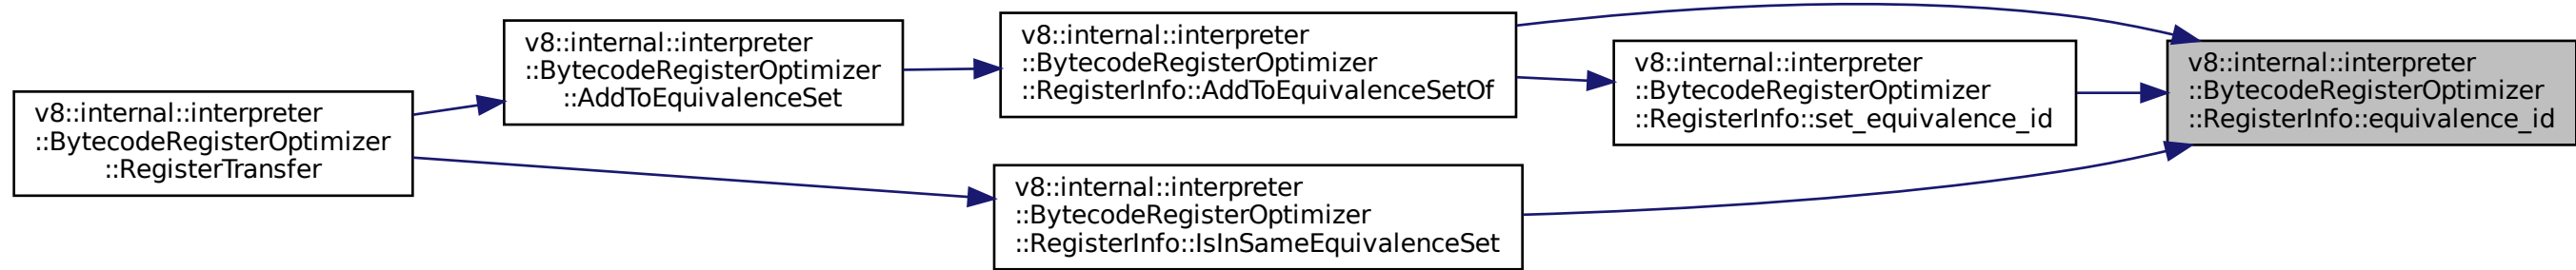 v8::internal::interpreter
::BytecodeRegisterOptimizer
::RegisterTransfer
v8::internal::interpreter
::BytecodeRegisterOptimizer
::AddToEquivalenceSet
v8::internal::interpreter
::BytecodeRegisterOptimizer
::RegisterInfo::AddToEquivalenceSetOf
v8::internal::interpreter
::BytecodeRegisterOptimizer
::RegisterInfo::IsInSameEquivalenceSet
v8::internal::interpreter
::BytecodeRegisterOptimizer
::RegisterInfo::set_equivalence_id
v8::internal::interpreter
::BytecodeRegisterOptimizer
::RegisterInfo::equivalence_id